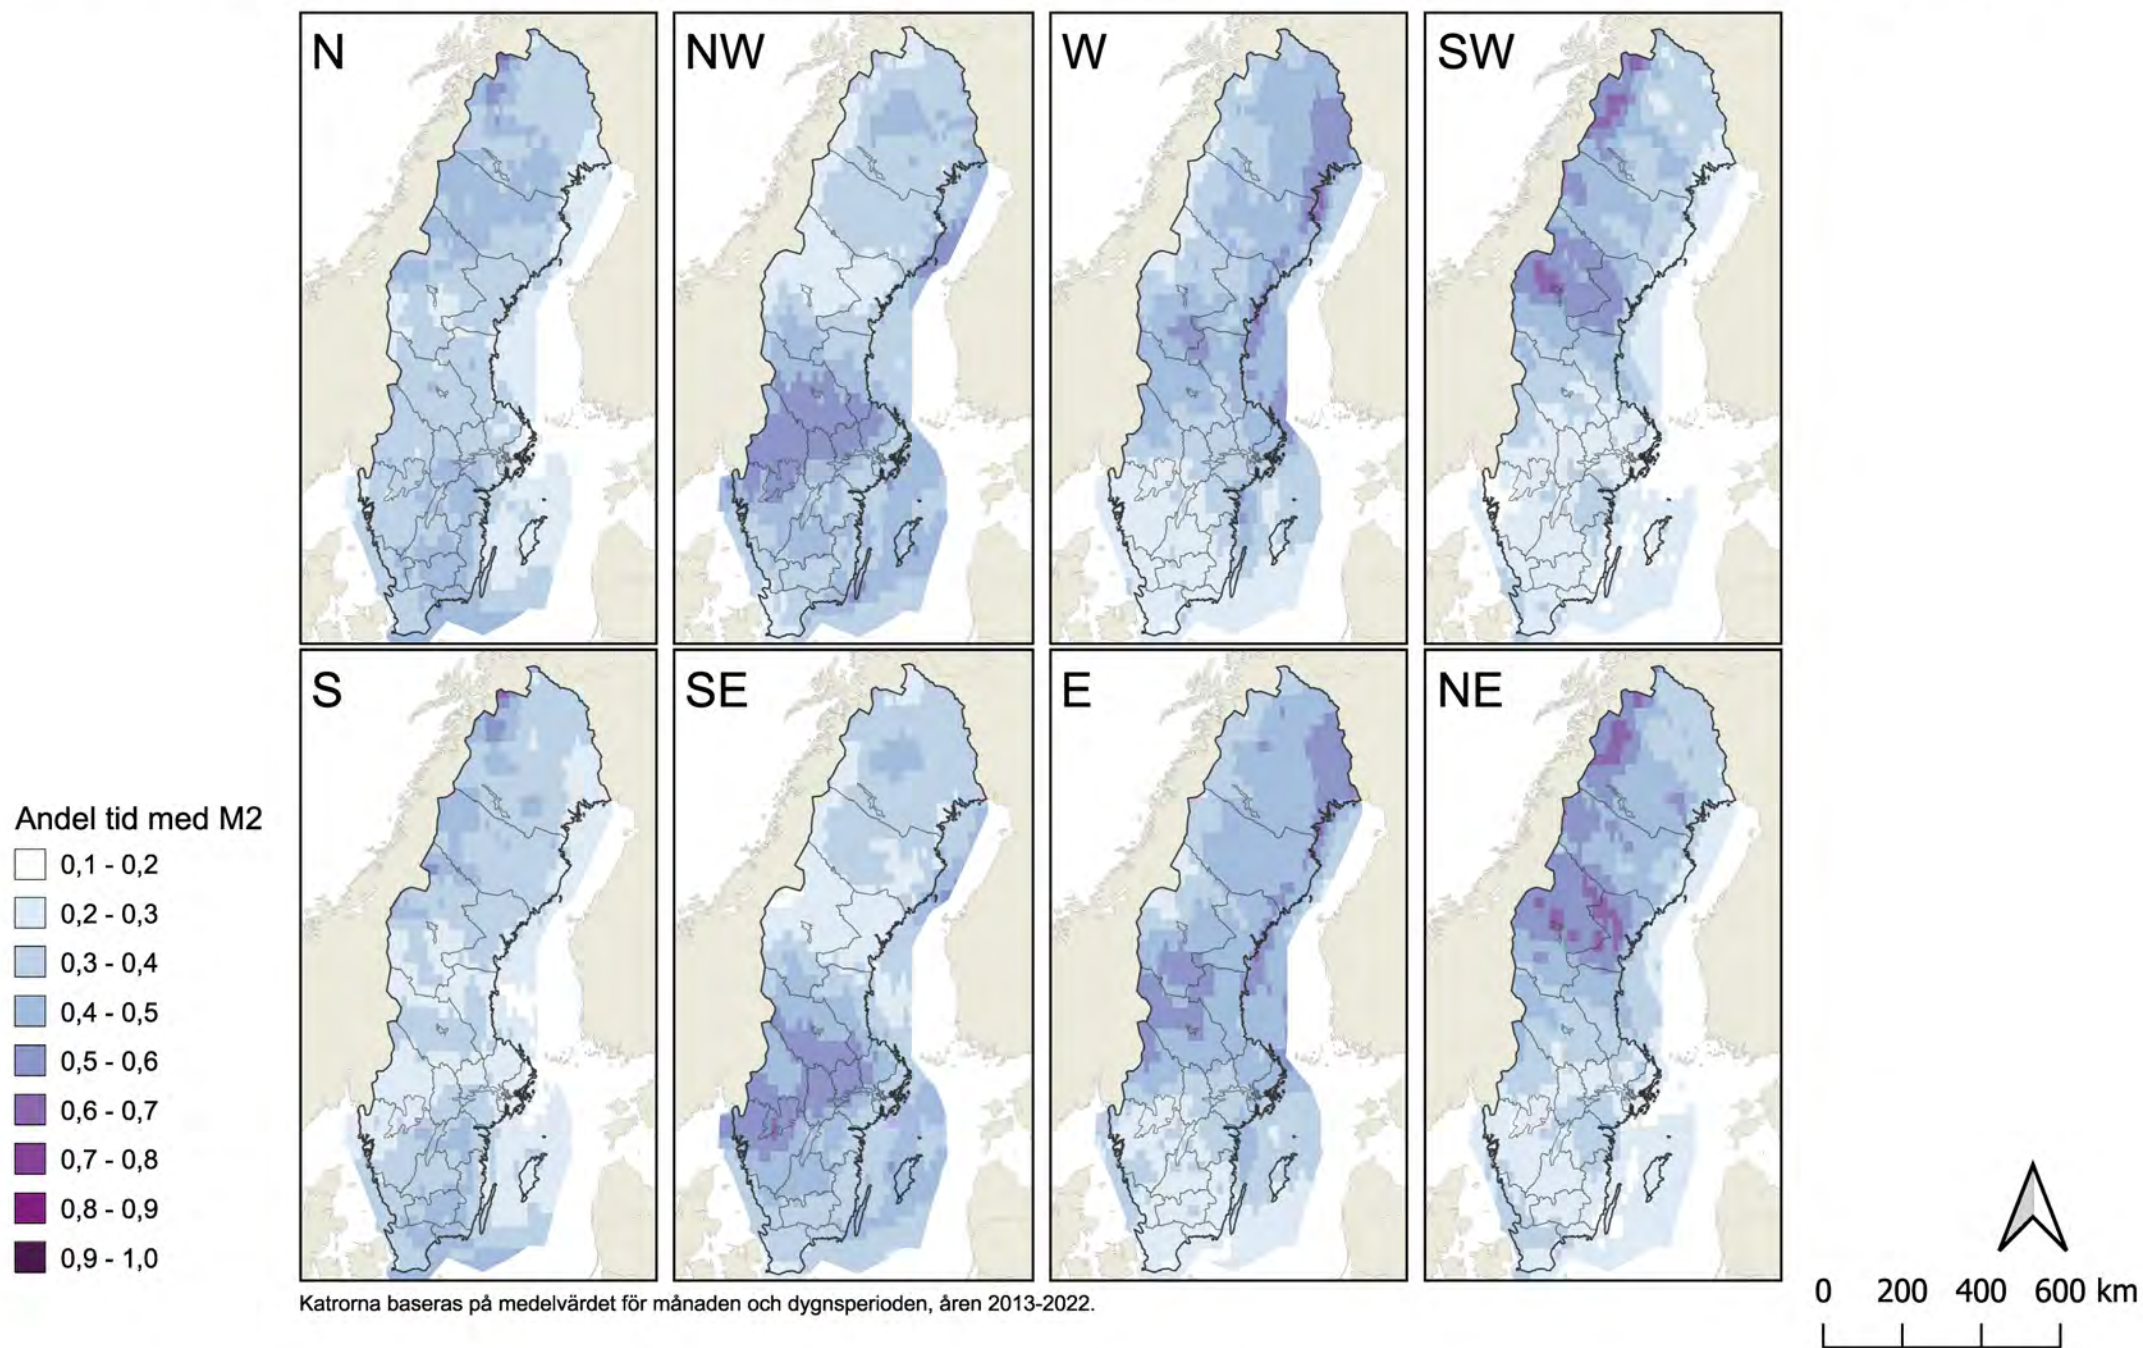 N
NW
W
SW
S
SE
E
NE
Andel tid med M2
0,1 - 0,2
0,2 - 0,3
0,3 - 0,4
0,4 - 0,5
0,5 - 0,6
0,6 - 0,7
0,7 - 0,8
0,8 - 0,9
0,9 - 1,0
Katrorna baseras på medelvärdet för månaden och dygnsperioden, åren 2013-2022.
0 200 400 600 km